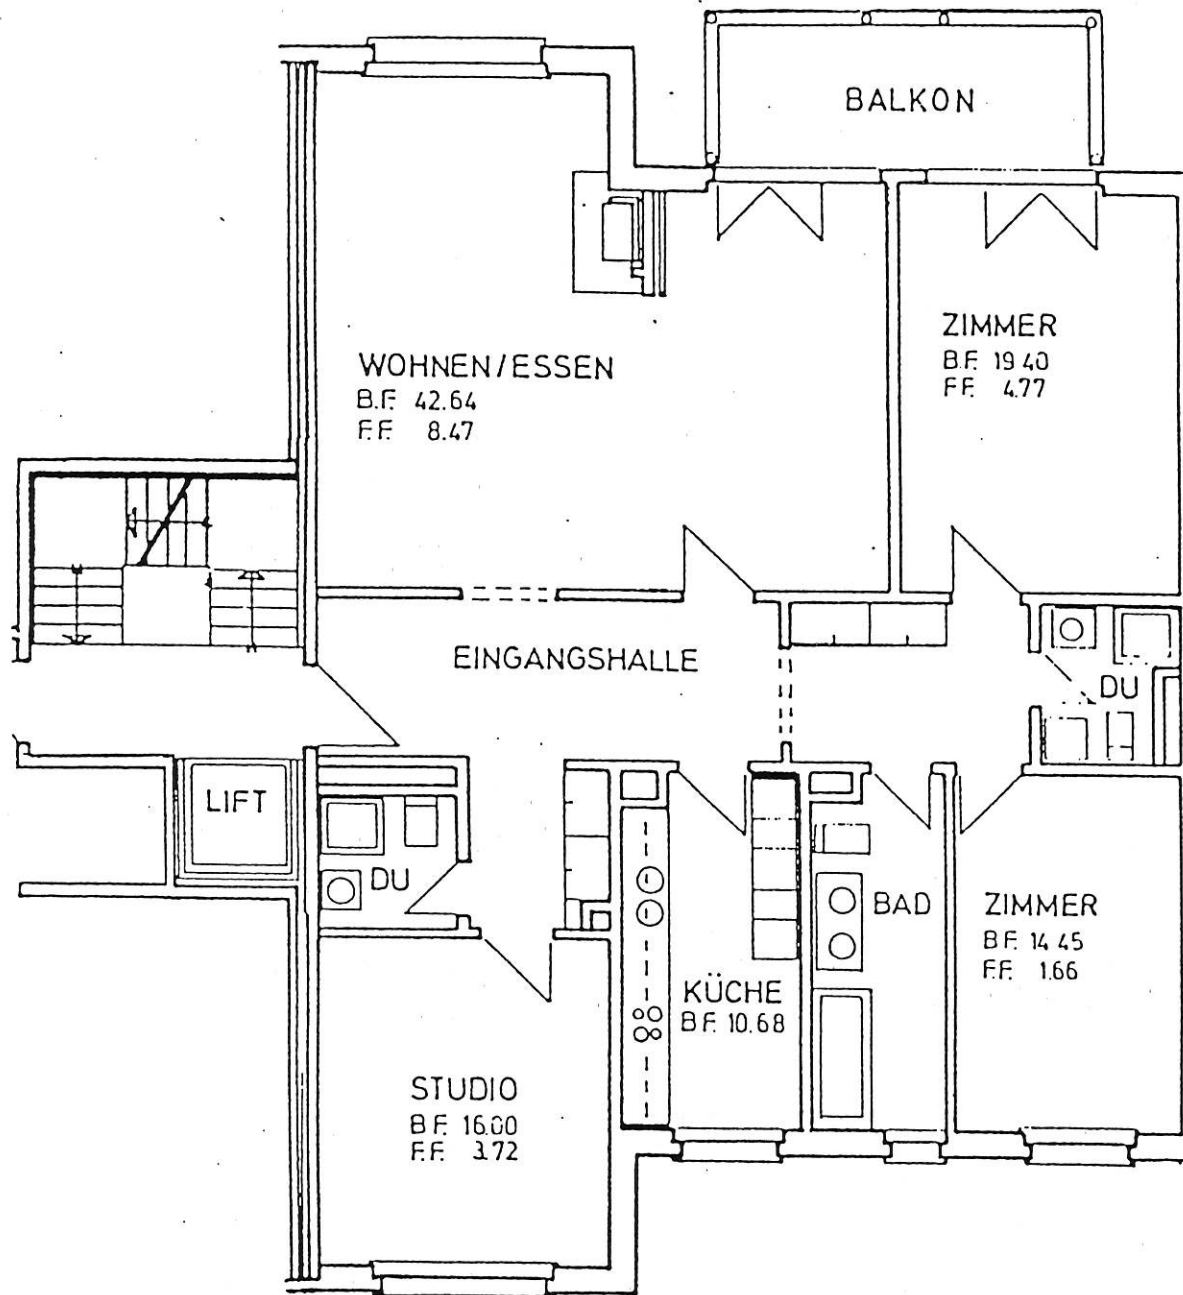 BALKON
ZIMMER
B.F. 19.40
F.F. 4.77
WOHNEN/ESSEN
B.F. 42.64
F.F. 8.47
EINGANGSHALLE
DU
LIFT
DU
BAD
ZIMMER
B.F. 14.45
F.F. 1.66
KÜCHE
B.F. 10.68
STUDIO
B.F. 16.00
F.F. 3.72